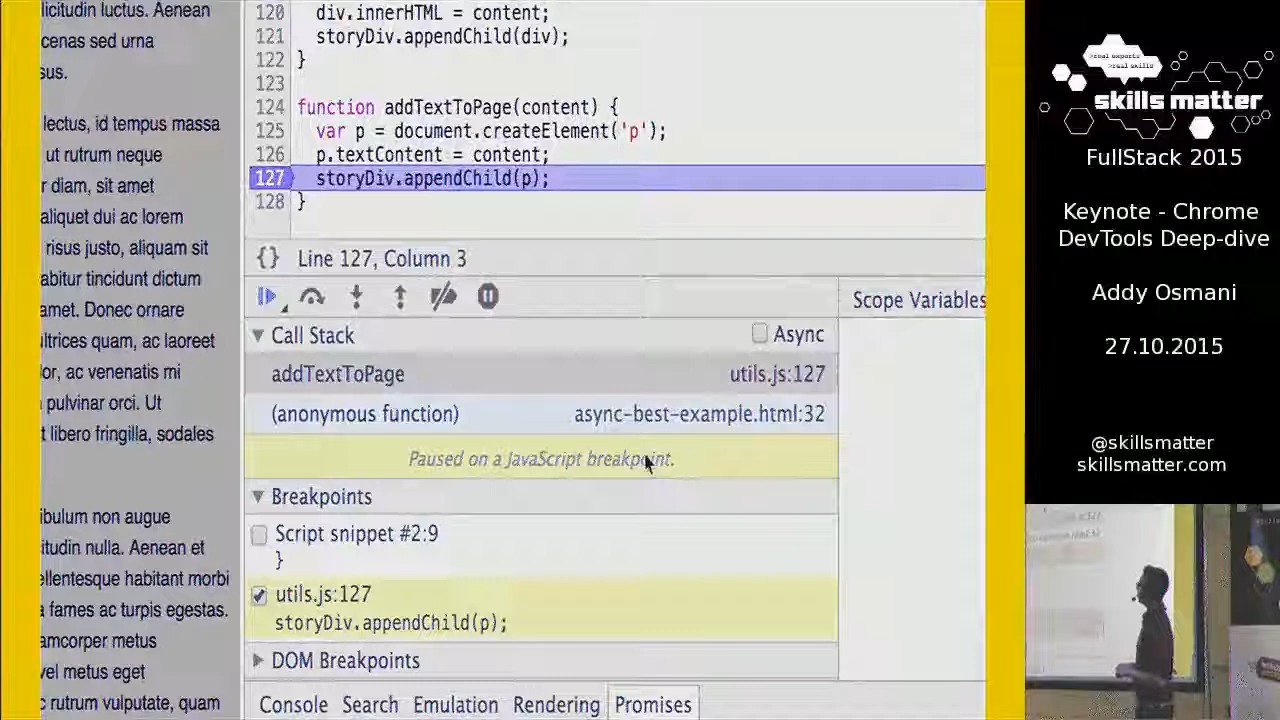 licitudin luctus. Aenean
cenas sed urna
sus.
lectus, id tempus massa
ut rutrum neque
r diam, sit amet
aliquet dui ac lorem
risus justo, aliquam sit
abitur tincidunt dictum
amet. Donec ornare
ultrices quam, ac laoreet
or, ac venenatis mi
pulvinar orci. Ut
t libero fringilla, sodales
ibulum non augue
citudin nulla. Aenean et
ellentesque habitant morbi
a fames ac turpis egestas.
amcorper metus
vel metus eget
c rutrum vulputate, quam
120 div.innerHTML = content;
121 storyDiv.appendChild(div);
122 }
123
124 function addTextToPage(content) {
125 var p = document.createElement('p');
126 p.textContent = content;
127 storyDiv.appendChild(p);
128 }
{} Line 127, Column 3
Scope Variables
Call Stack Async
addTextToPage utils.js:127
(anonymous function) async-best-example.html:32
Paused on a JavaScript breakpoint.
Breakpoints
Script snippet #2:9
}
utils.js:127
storyDiv.appendChild(p);
DOM Breakpoints
Console Search Emulation Rendering Promises
>real experts
>real skills
skills matter
FullStack 2015
Keynote - Chrome
DevTools Deep-dive
Addy Osmani
27.10.2015
@skillsmatter
skillsmatter.com